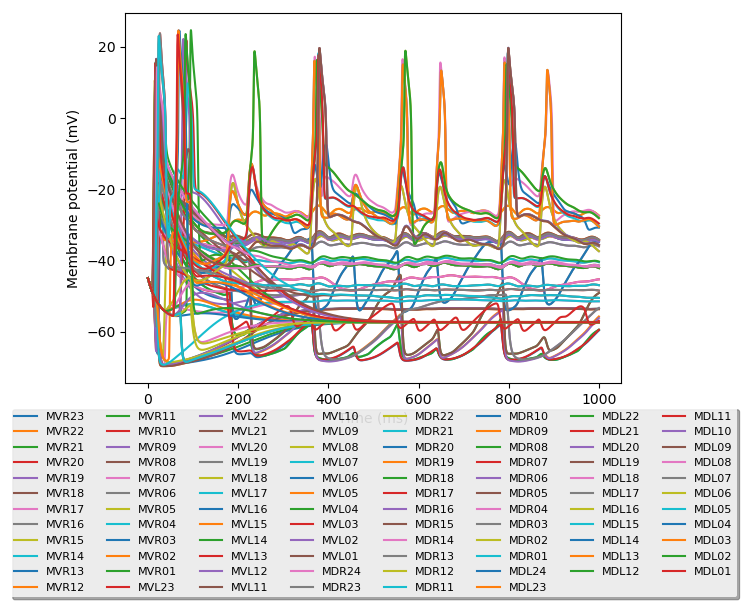 20
0
−20
−40
−60
Membrane potential (mV)
0 200 400 600 800 1000
Time (ms)
MVR23 MVR11 MVL22 MVL10 MDR22 MDR10 MDL22 MDL11
MVR22 MVR10 MVL21 MVL09 MDR21 MDR09 MDL21 MDL10
MVR21 MVR09 MVL20 MVL08 MDR20 MDR08 MDL20 MDL09
MVR20 MVR08 MVL19 MVL07 MDR19 MDR07 MDL19 MDL08
MVR19 MVR07 MVL18 MVL06 MDR18 MDR06 MDL18 MDL07
MVR18 MVR06 MVL17 MVL05 MDR17 MDR05 MDL17 MDL06
MVR17 MVR05 MVL16 MVL04 MDR16 MDR04 MDL16 MDL05
MVR16 MVR04 MVL15 MVL03 MDR15 MDR03 MDL15 MDL04
MVR15 MVR03 MVL14 MVL02 MDR14 MDR02 MDL14 MDL03
MVR14 MVR02 MVL13 MVL01 MDR13 MDR01 MDL13 MDL02
MVR13 MVR01 MVL12 MDR24 MDR12 MDL24 MDL12 MDL01
MVR12 MVL23 MVL11 MDR23 MDR11 MDL23